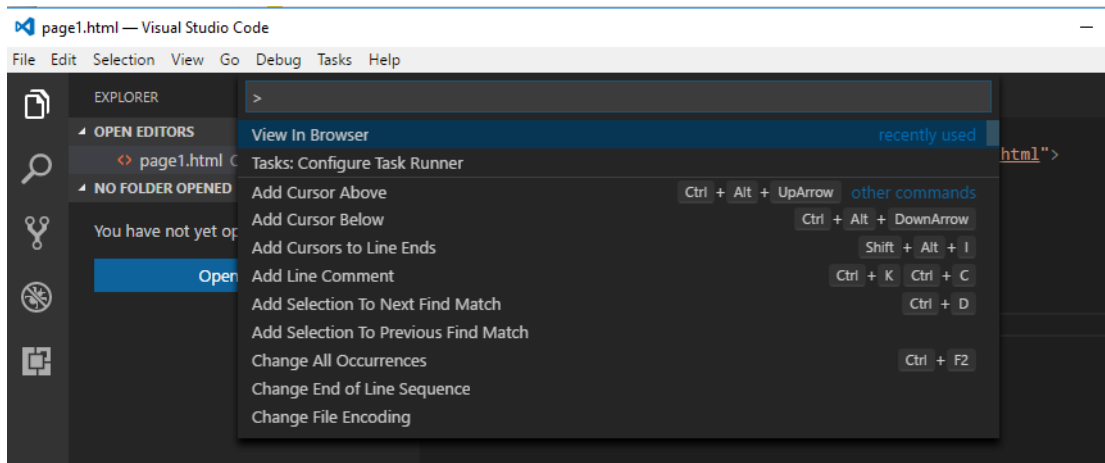 page1.html — Visual Studio Code
File Edit Selection View Go Debug Tasks Help
EXPLORER
>
OPEN EDITORS
page1.html
NO FOLDER OPENED
You have not yet op
Open
View In Browser recently used
Tasks: Configure Task Runner
Add Cursor Above Ctrl + Alt + UpArrow other commands
Add Cursor Below Ctrl + Alt + DownArrow
Add Cursors to Line Ends Shift + Alt + I
Add Line Comment Ctrl + K Ctrl + C
Add Selection To Next Find Match Ctrl + D
Add Selection To Previous Find Match
Change All Occurrences Ctrl + F2
Change End of Line Sequence
Change File Encoding
html">